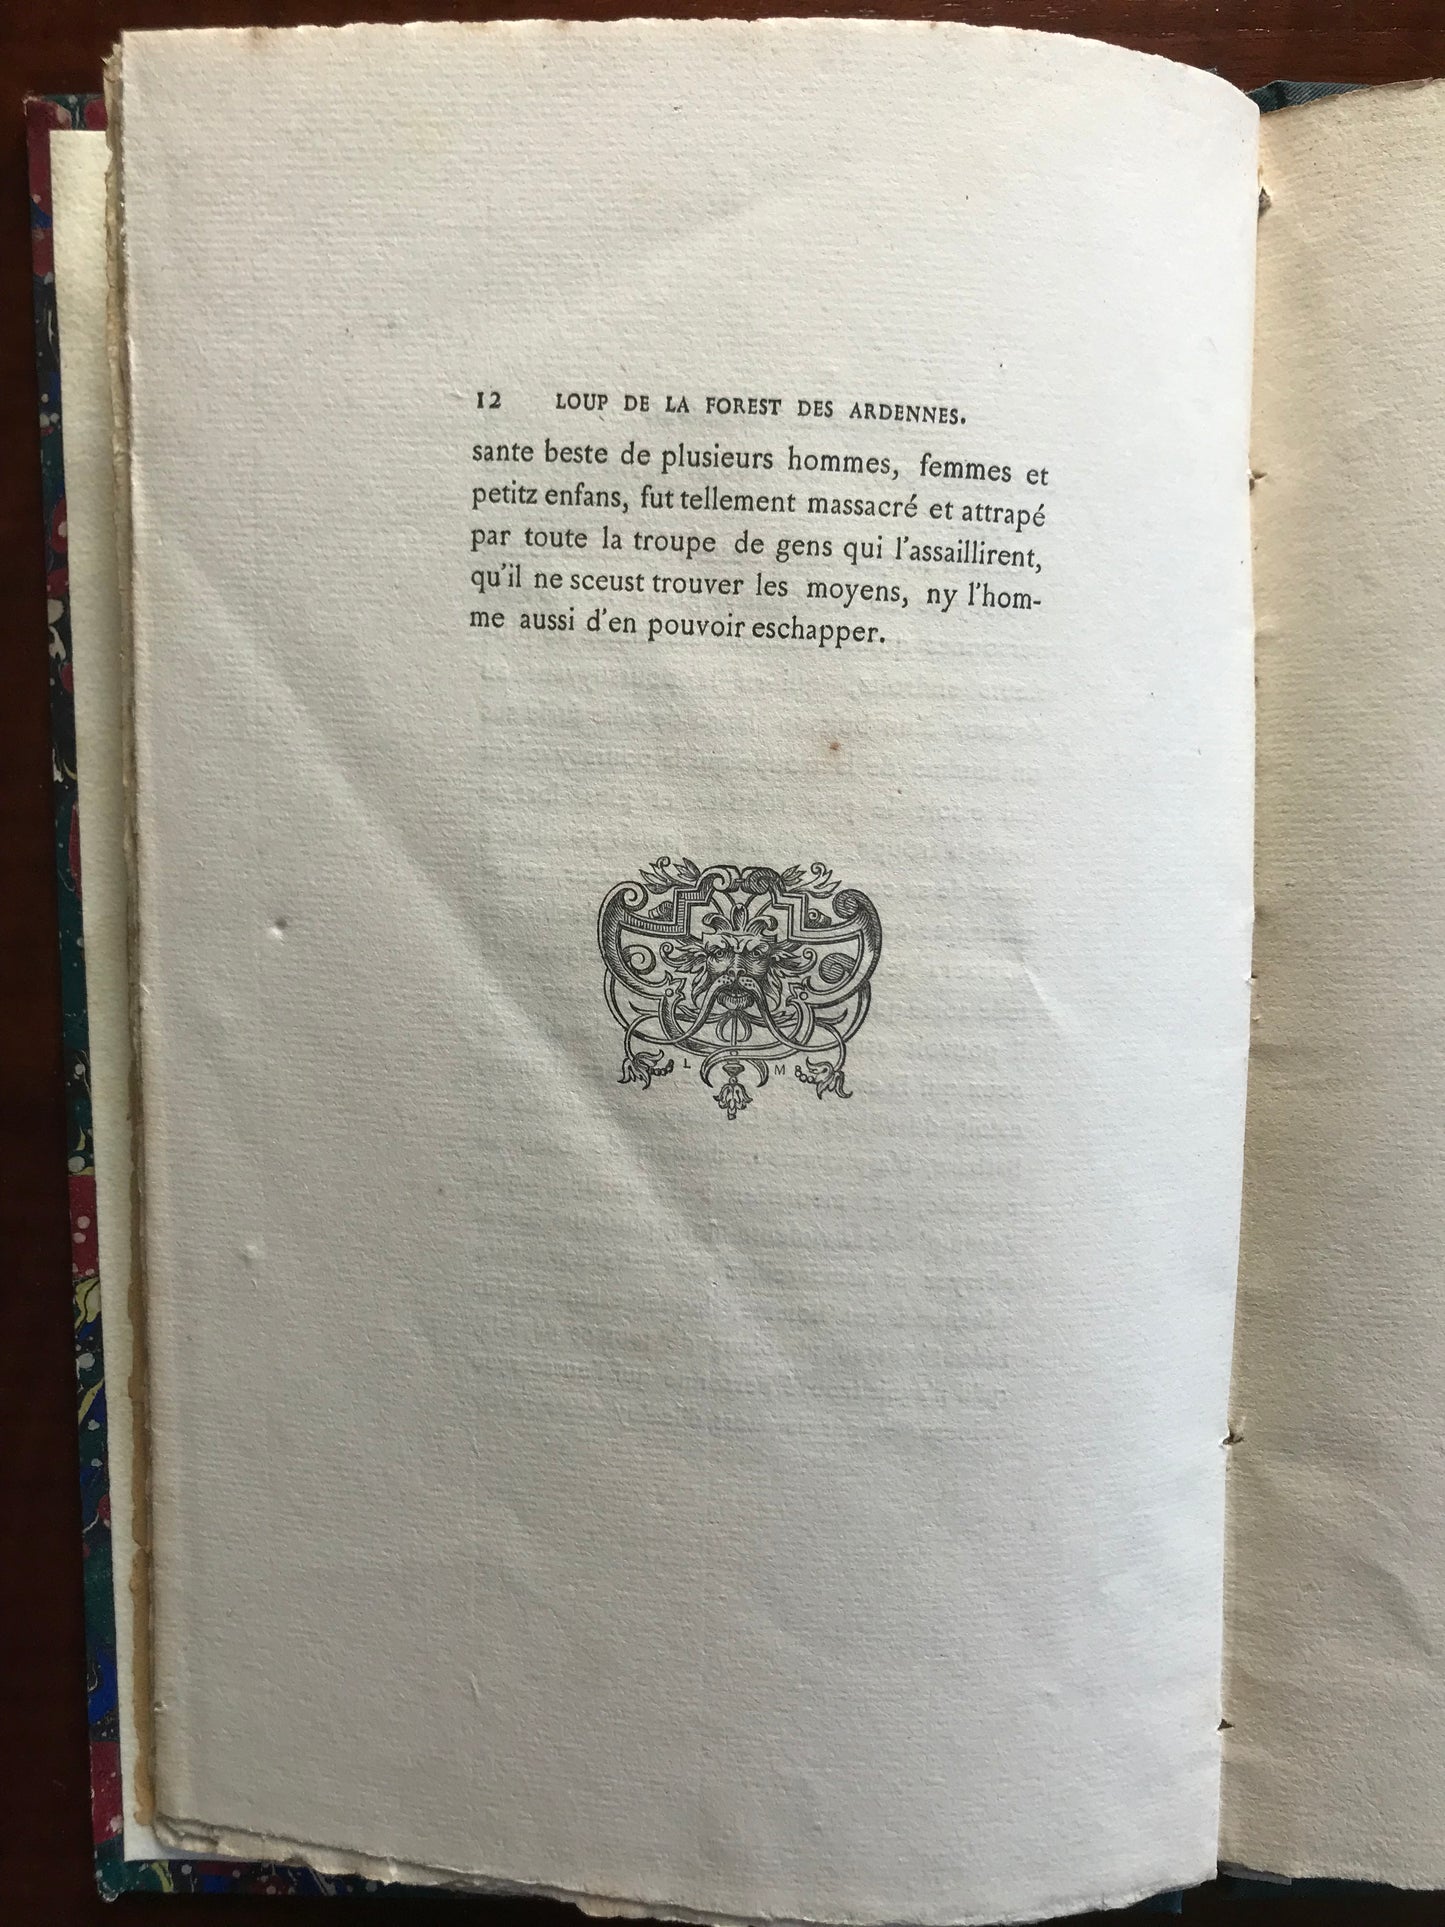 12 LOUP DE LA FOREST DES ARDENNES.
sante beste de plusieurs hommes, femmes et
petitz enfans, fut tellement massacré et attrapé
par toute la troupe de gens qui l'assaillirent,
qu'il ne sceust trouver les moyens, ny l'hom-
me aussi d'en pouvoir eschapper.
L M